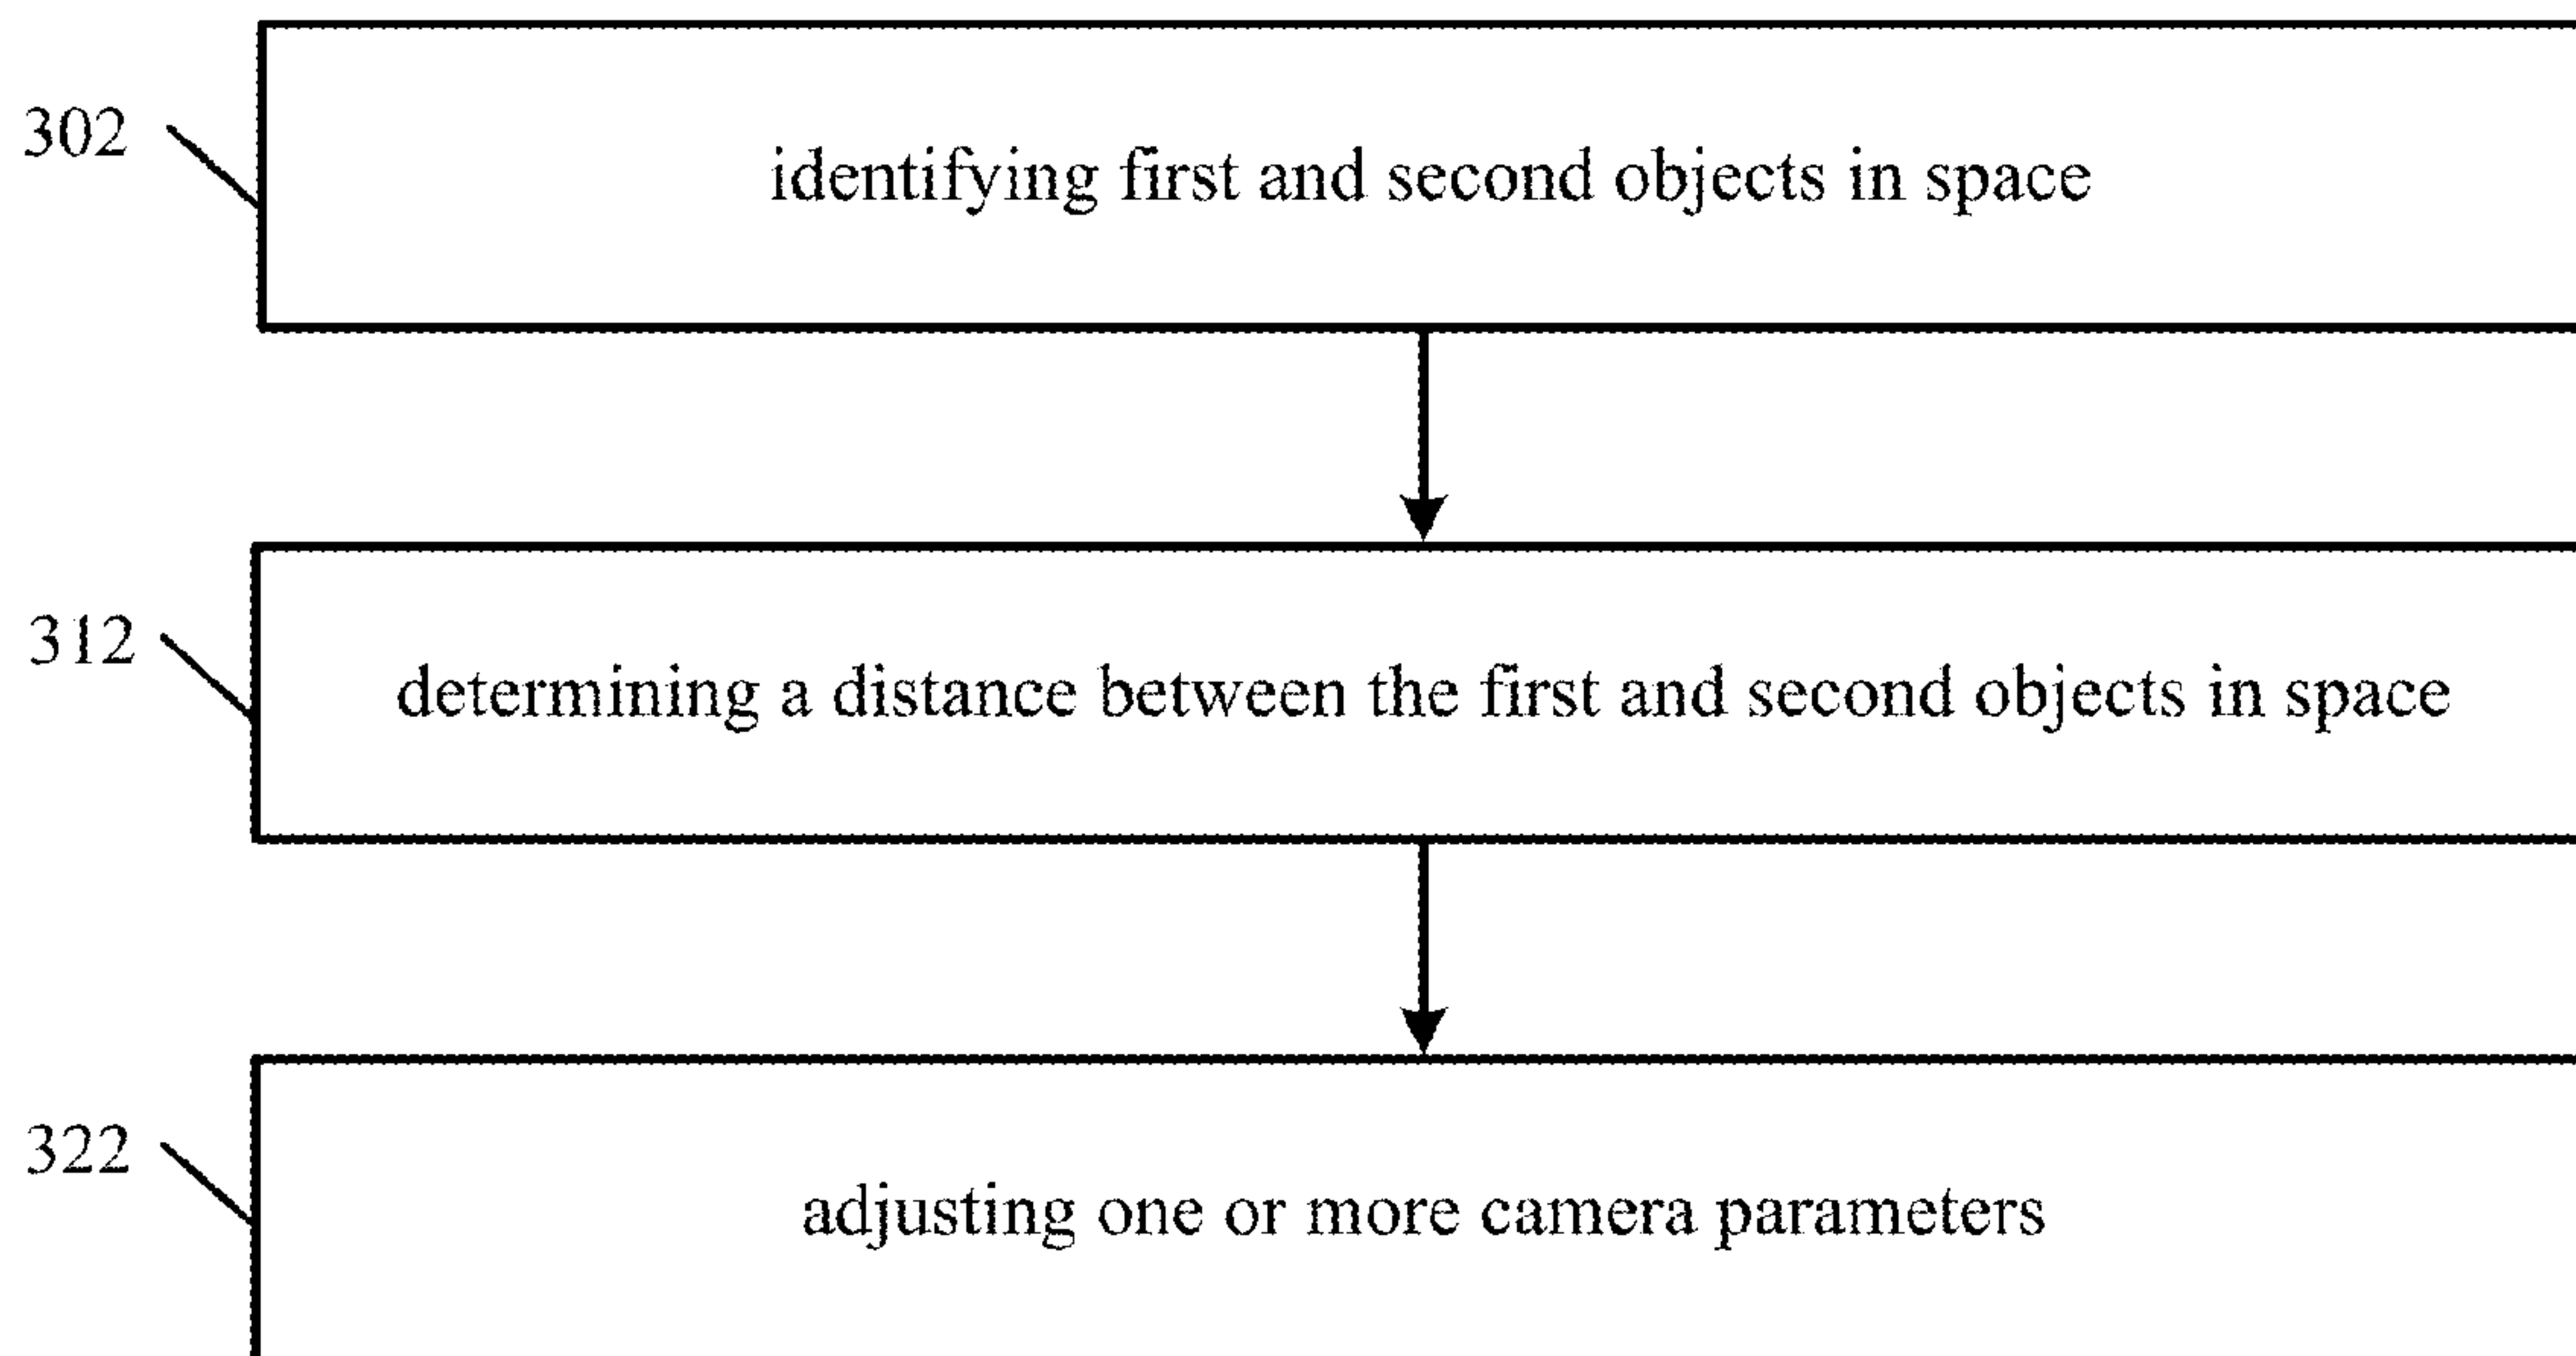 302
identifying first and second objects in space
312
determining a distance between the first and second objects in space
322
adjusting one or more camera parameters